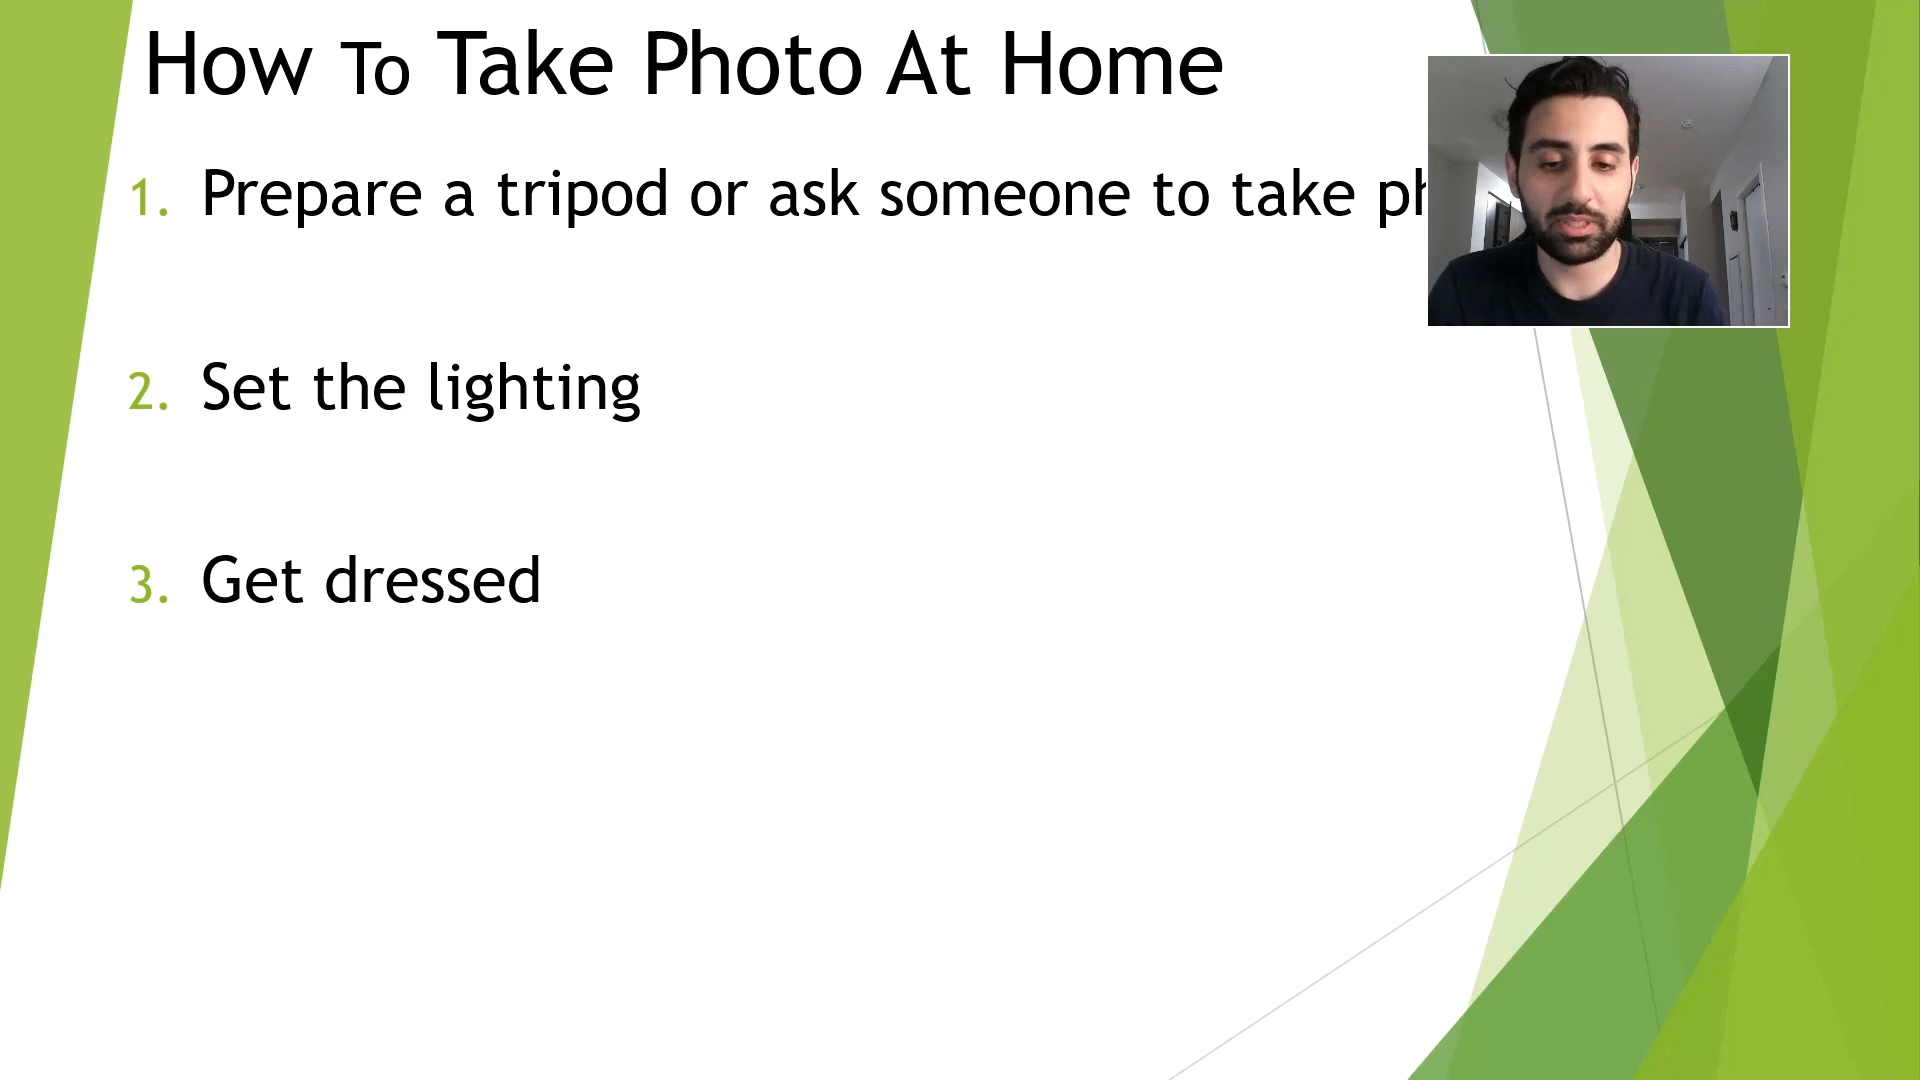 How To Take Photo At Home
1. Prepare a tripod or ask someone to take
2. Set the lighting
3. Get dressed